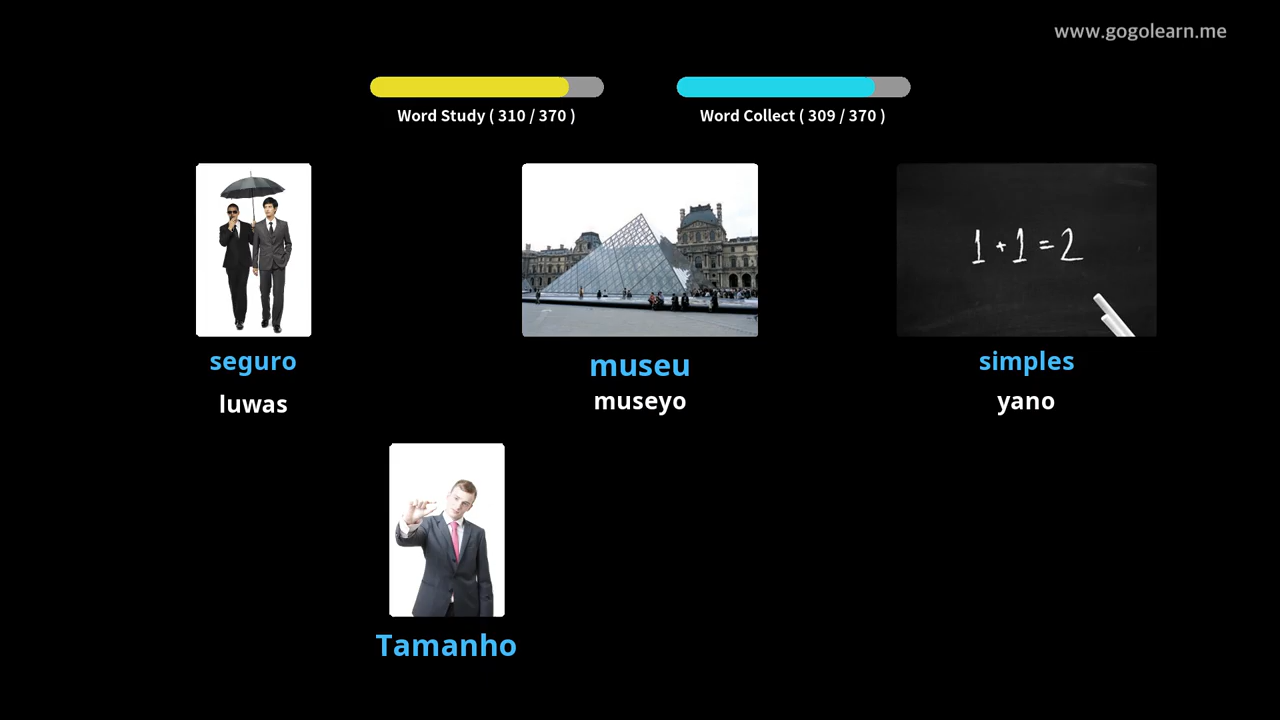 www.gogolearn.me
Word Study ( 310 / 370 )
Word Collect ( 309 / 370 )
1 + 1 = 2
seguro
museu
simples
luwas
museyo
yano
Tamanho